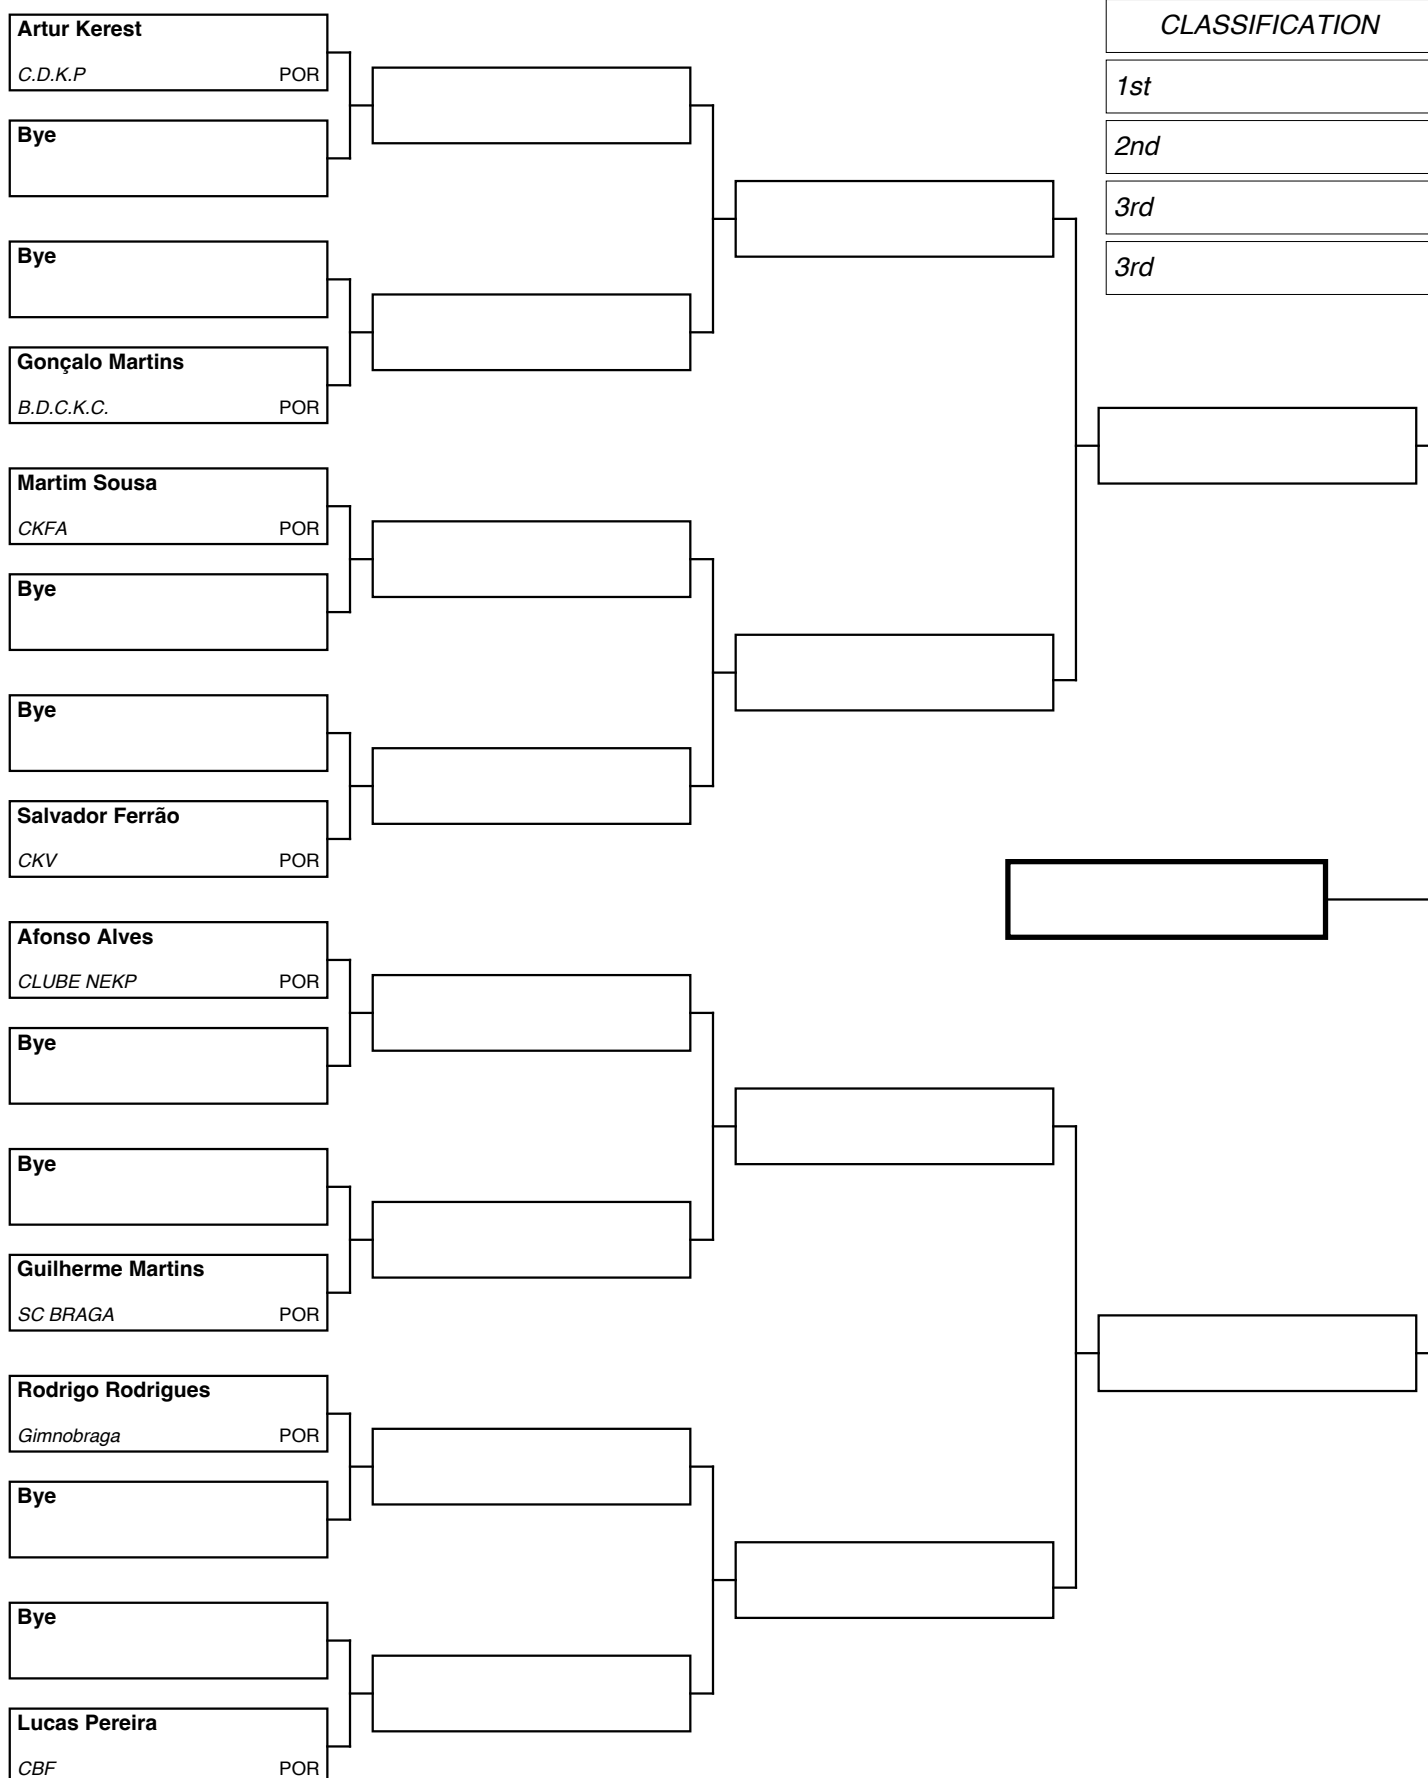 Artur Kerest
C.D.K.P POR
Bye
Bye
Gonçalo Martins
B.D.C.K.C. POR
Martim Sousa
CKFA POR
Bye
Bye
Salvador Ferrão
CKV POR
Afonso Alves
CLUBE NEKP POR
Bye
Bye
Guilherme Martins
SC BRAGA POR
Rodrigo Rodrigues
Gimnobraga POR
Bye
Bye
Lucas Pereira
CBF POR
CLASSIFICATION
1st
2nd
3rd
3rd